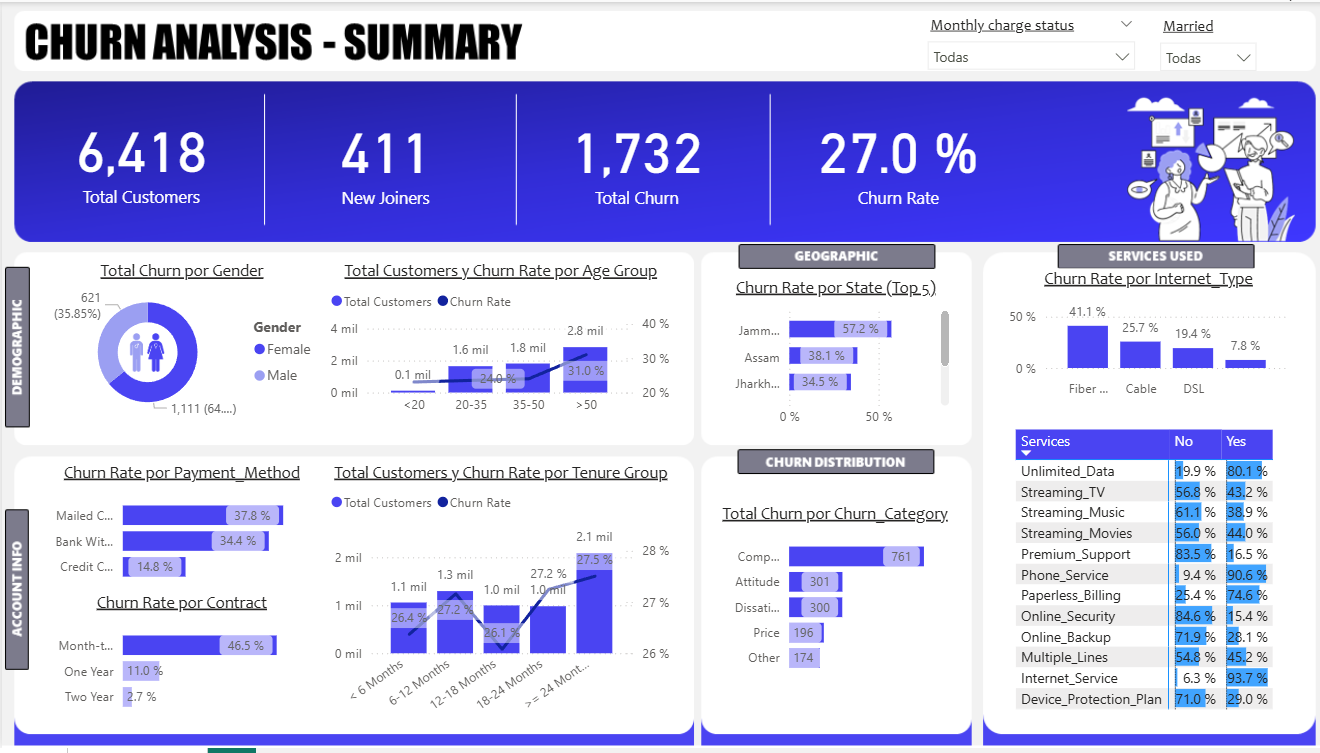 CHURN ANALYSIS - SUMMARY
Monthly charge status
Todas
Married
Todas
6,418
Total Customers
411
New Joiners
1,732
Total Churn
27.0 %
Churn Rate
DEMOGRAPHIC
Total Churn por Gender
621
(35.85%)
1,111 (64....)
Gender
Female
Male
Total Customers y Churn Rate por Age Group
Total Customers Churn Rate
4 mil
2 mil
0 mil
40 %
30 %
20 %
0.1 mil
1.6 mil
1.8 mil
2.8 mil
24.0 %
31.0 %
<20
20-35
35-50
>50
GEOGRAPHIC
Churn Rate por State (Top 5)
Jamm... 57.2 %
Assam 38.1 %
Jharkh... 34.5 %
0 % 50 %
SERVICES USED
Churn Rate por Internet_Type
50 %
0 %
41.1 %
25.7 %
19.4 %
7.8 %
Fiber ...
Cable
DSL
ACCOUNT INFO
Churn Rate por Payment_Method
Mailed C... 37.8 %
Bank Wit... 34.4 %
Credit C... 14.8 %
Churn Rate por Contract
Month-t... 46.5 %
One Year 11.0 %
Two Year 2.7 %
Total Customers y Churn Rate por Tenure Group
Total Customers Churn Rate
2 mil
1 mil
0 mil
28 %
27 %
26 %
1.1 mil
1.3 mil
1.0 mil
1.0 mil
2.1 mil
26.4 %
27.2 %
26.1 %
27.2 %
27.5 %
< 6 Months
6-12 Months
12-18 Months
18-24 Months
>= 24 Mont...
CHURN DISTRIBUTION
Total Churn por Churn_Category
Comp... 761
Attitude 301
Dissati... 300
Price 196
Other 174
Services No Yes
Unlimited_Data 19.9 % 80.1 %
Streaming_TV 56.8 % 43.2 %
Streaming_Music 61.1 % 38.9 %
Streaming_Movies 56.0 % 44.0 %
Premium_Support 83.5 % 16.5 %
Phone_Service 9.4 % 90.6 %
Paperless_Billing 25.4 % 74.6 %
Online_Security 84.6 % 15.4 %
Online_Backup 71.9 % 28.1 %
Multiple_Lines 54.8 % 45.2 %
Internet_Service 6.3 % 93.7 %
Device_Protection_Plan 71.0 % 29.0 %